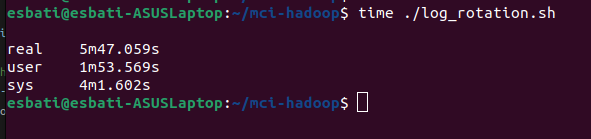 esbati@esbati-ASUSLaptop:~/mci-hadoop$ time ./log_rotation.sh
real 5m47.059s
user 1m53.569s
sys 4m1.602s
esbati@esbati-ASUSLaptop:~/mci-hadoop$